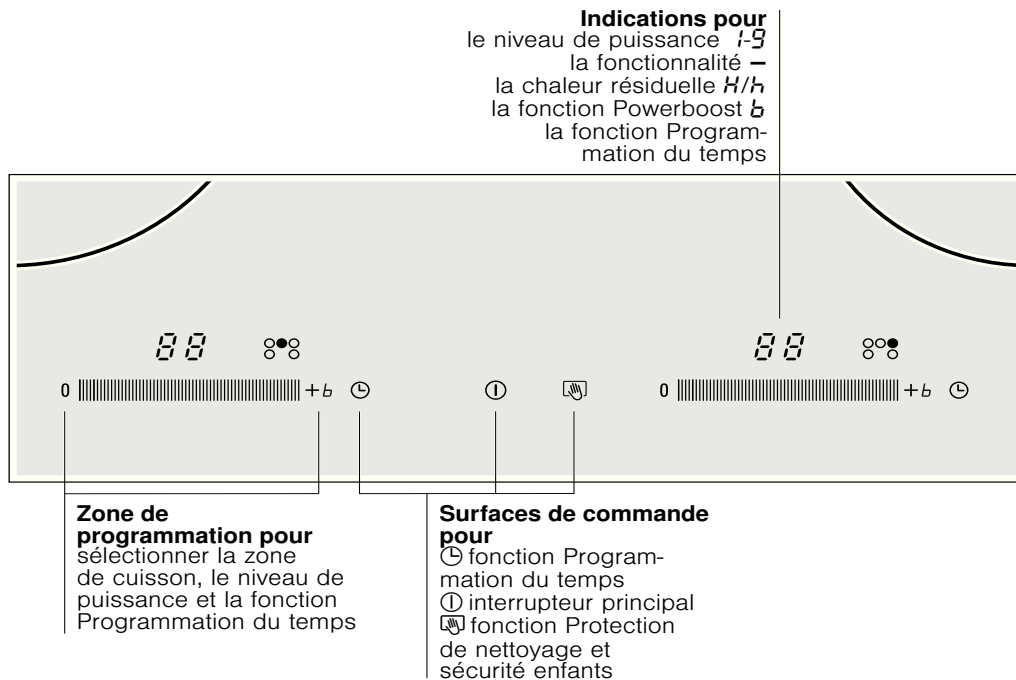 Indications pour
le niveau de puissance 1-9
la fonctionnalité –
la chaleur résiduelle H/h
la fonction Powerboost b
la fonction Program-
mation du temps
88
88
0 + b
0 + b
Zone de
programmation pour
sélectionner la zone
de cuisson, le niveau de
puissance et la fonction
Programmation du temps
Surfaces de commande
pour
fonction Program-
mation du temps
interrupteur principal
fonction Protection
de nettoyage et
sécurité enfants